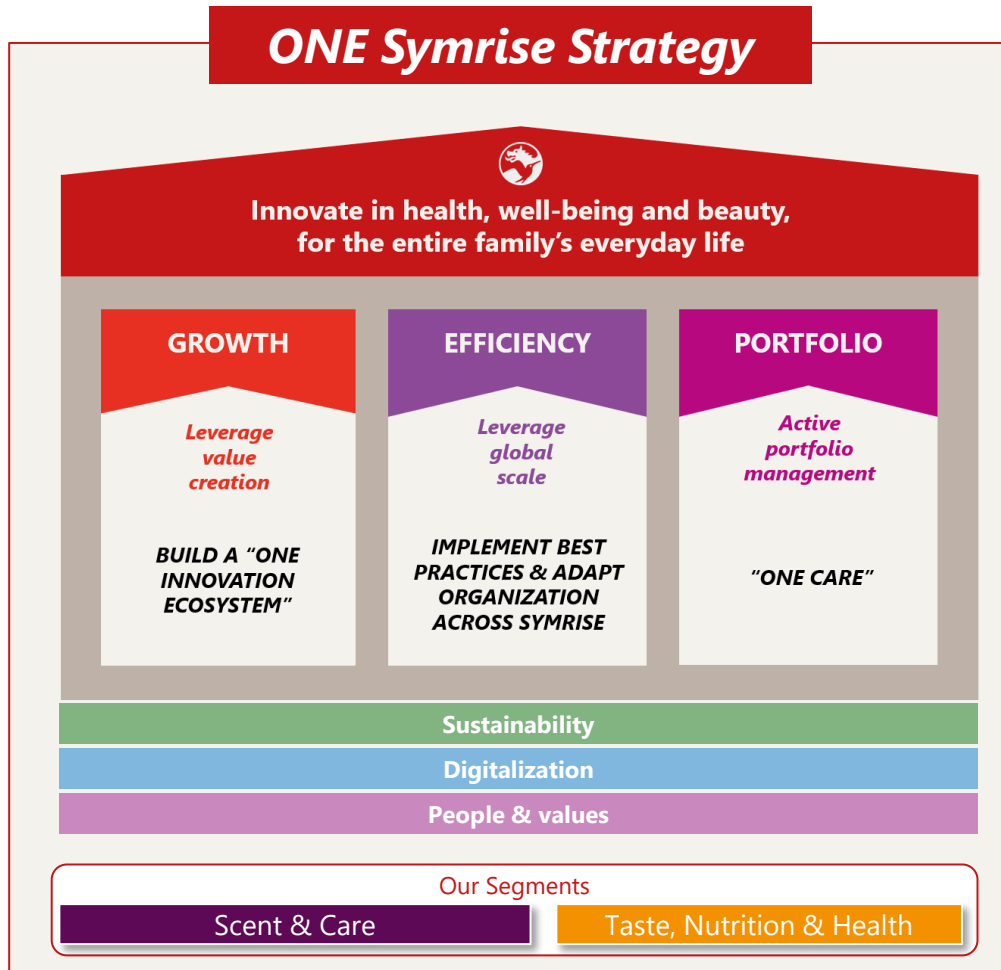 ONE Symrise Strategy
Innovate in health, well-being and beauty,
for the entire family’s everyday life
GROWTH
Leverage
value
creation
BUILD A “ONE
INNOVATION
ECOSYSTEM”
EFFICIENCY
Leverage
global
scale
IMPLEMENT BEST
PRACTICES & ADAPT
ORGANIZATION
ACROSS SYMRISE
PORTFOLIO
Active
portfolio
management
“ONE CARE”
Sustainability
Digitalization
People & values
Our Segments
Scent & Care
Taste, Nutrition & Health